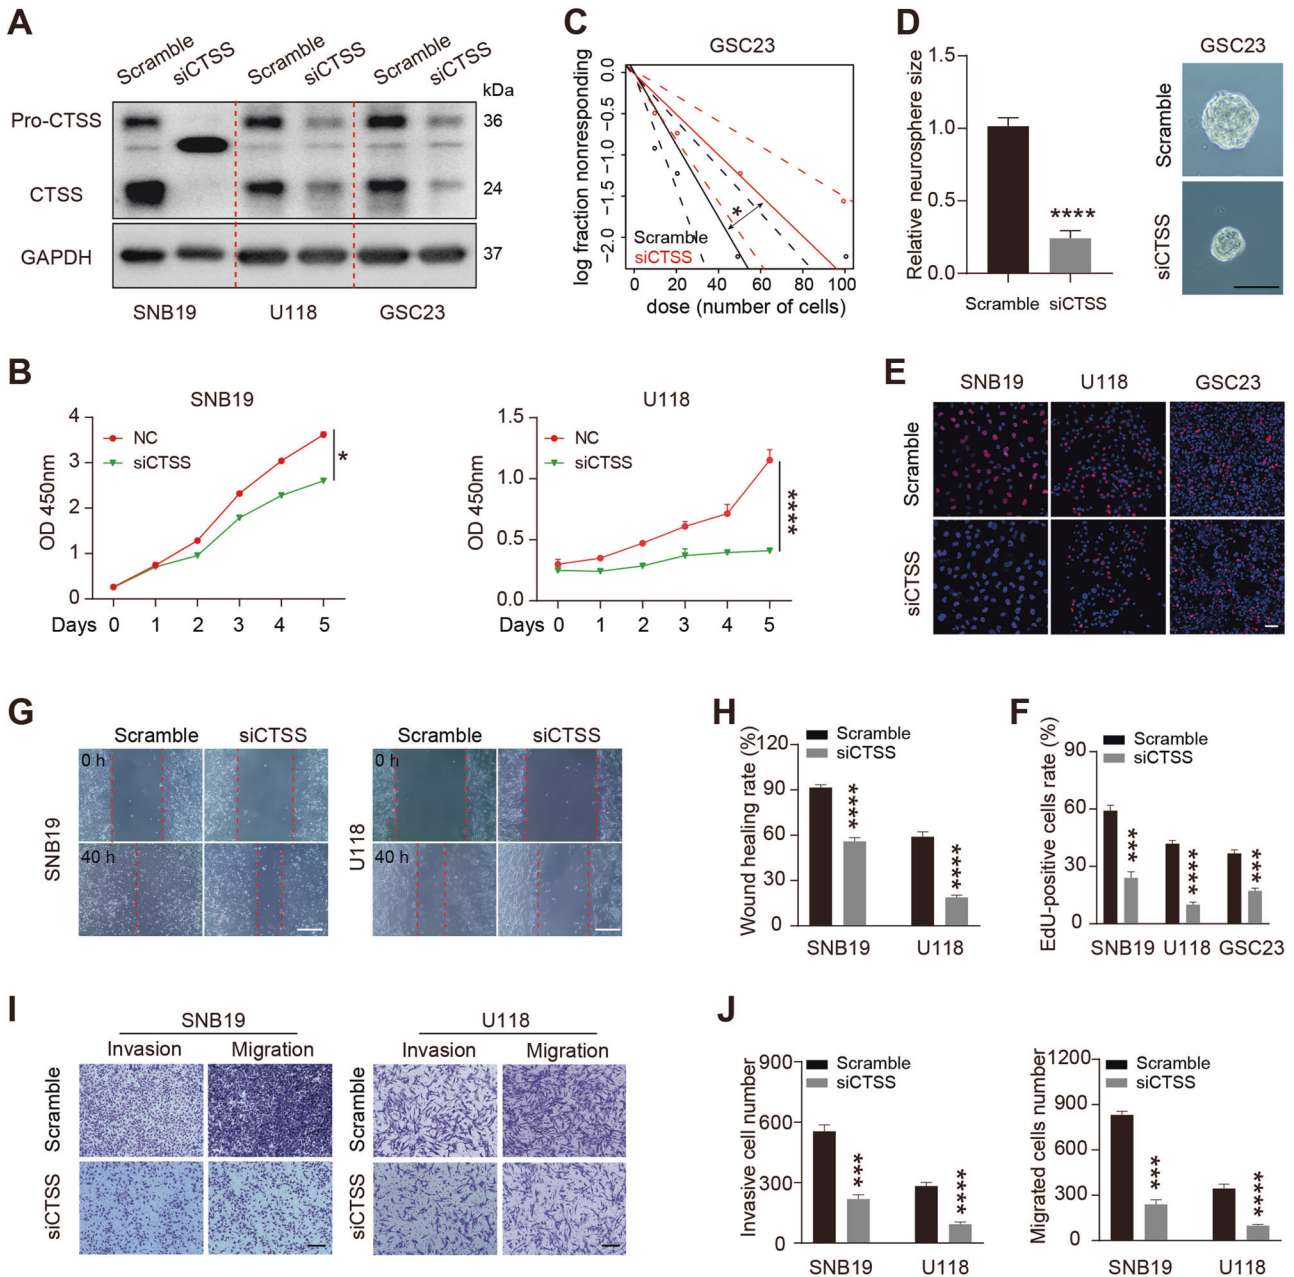 A
Scramble
siCTSS
Scramble
siCTSS
Scramble
siCTSS
kDa
Pro-CTSS
36
CTSS
24
GAPDH
37
SNB19
U118
GSC23
C
GSC23
log fraction nonresponding
0.0
−0.5
−1.0
−1.5
−2.0
*
Scramble
siCTSS
0 20 40 60 80 100
dose (number of cells)
D
Relative neurosphere size
1.5
1.0
0.5
0.0
****
Scramble siCTSS
GSC23
Scramble
siCTSS
B
SNB19
OD 450nm
4
3
2
1
0
NC
siCTSS
*
Days 0 1 2 3 4 5
U118
OD 450nm
1.5
1.0
0.5
0.0
NC
siCTSS
****
Days 0 1 2 3 4 5
E
SNB19 U118 GSC23
Scramble
siCTSS
G
Scramble siCTSS
SNB19
0 h
40 h
Scramble siCTSS
U118
0 h
40 h
H
Wound healing rate (%)
Scramble
siCTSS
120
90
60
30
0
****
****
SNB19 U118
F
EdU-positive cells rate (%)
Scramble
siCTSS
90
60
30
0
***
****
***
SNB19 U118 GSC23
I
SNB19
Invasion Migration
Scramble
siCTSS
U118
Invasion Migration
Scramble
siCTSS
J
Invasive cell number
900
600
300
0
Scramble
siCTSS
***
****
SNB19 U118
Migrated cells number
1200
900
600
300
0
Scramble
siCTSS
***
****
SNB19 U118